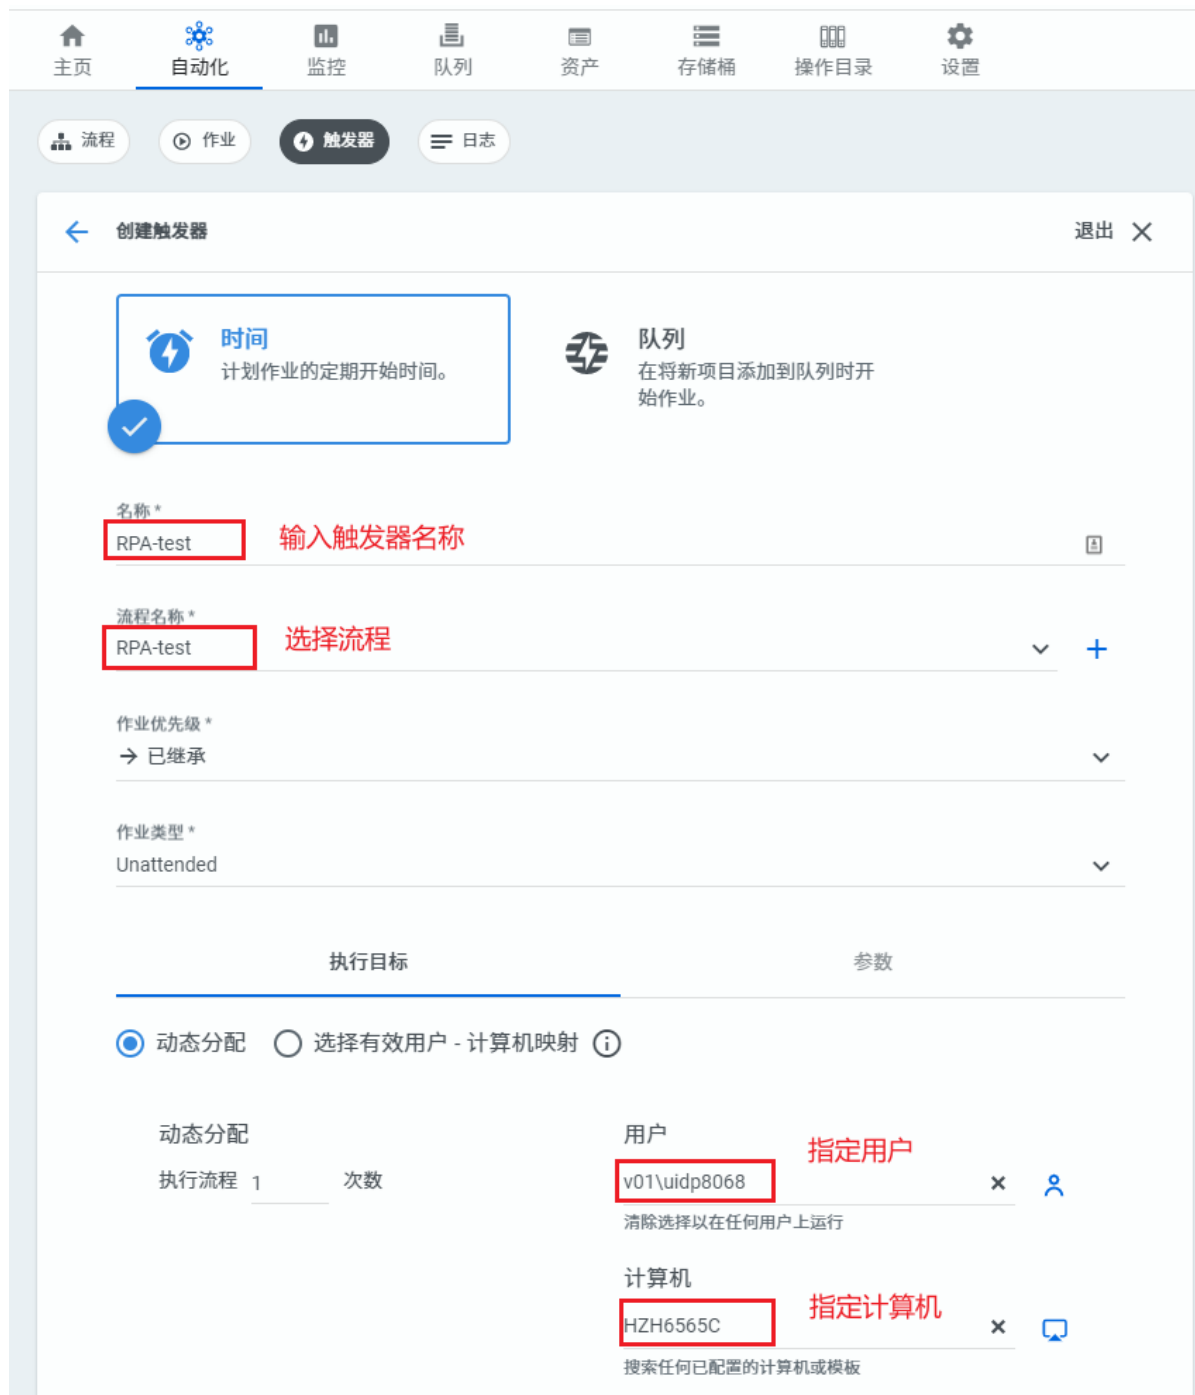 主页 自动化 监控 队列 资产 存储桶 操作目录 设置
流程 作业 触发器 日志
创建触发器 退出
时间
计划作业的定期开始时间。
队列
在将新项目添加到队列时开
始作业。
名称 *
RPA-test 输入触发器名称
流程名称 *
RPA-test 选择流程
作业优先级 *
已继承
作业类型 *
Unattended
执行目标 参数
动态分配 选择有效用户 - 计算机映射
动态分配
执行流程 1 次数
用户 指定用户
v01\uidp8068
清除选择以在任何用户上运行
计算机 指定计算机
HZH6565C
搜索任何已配置的计算机或模板